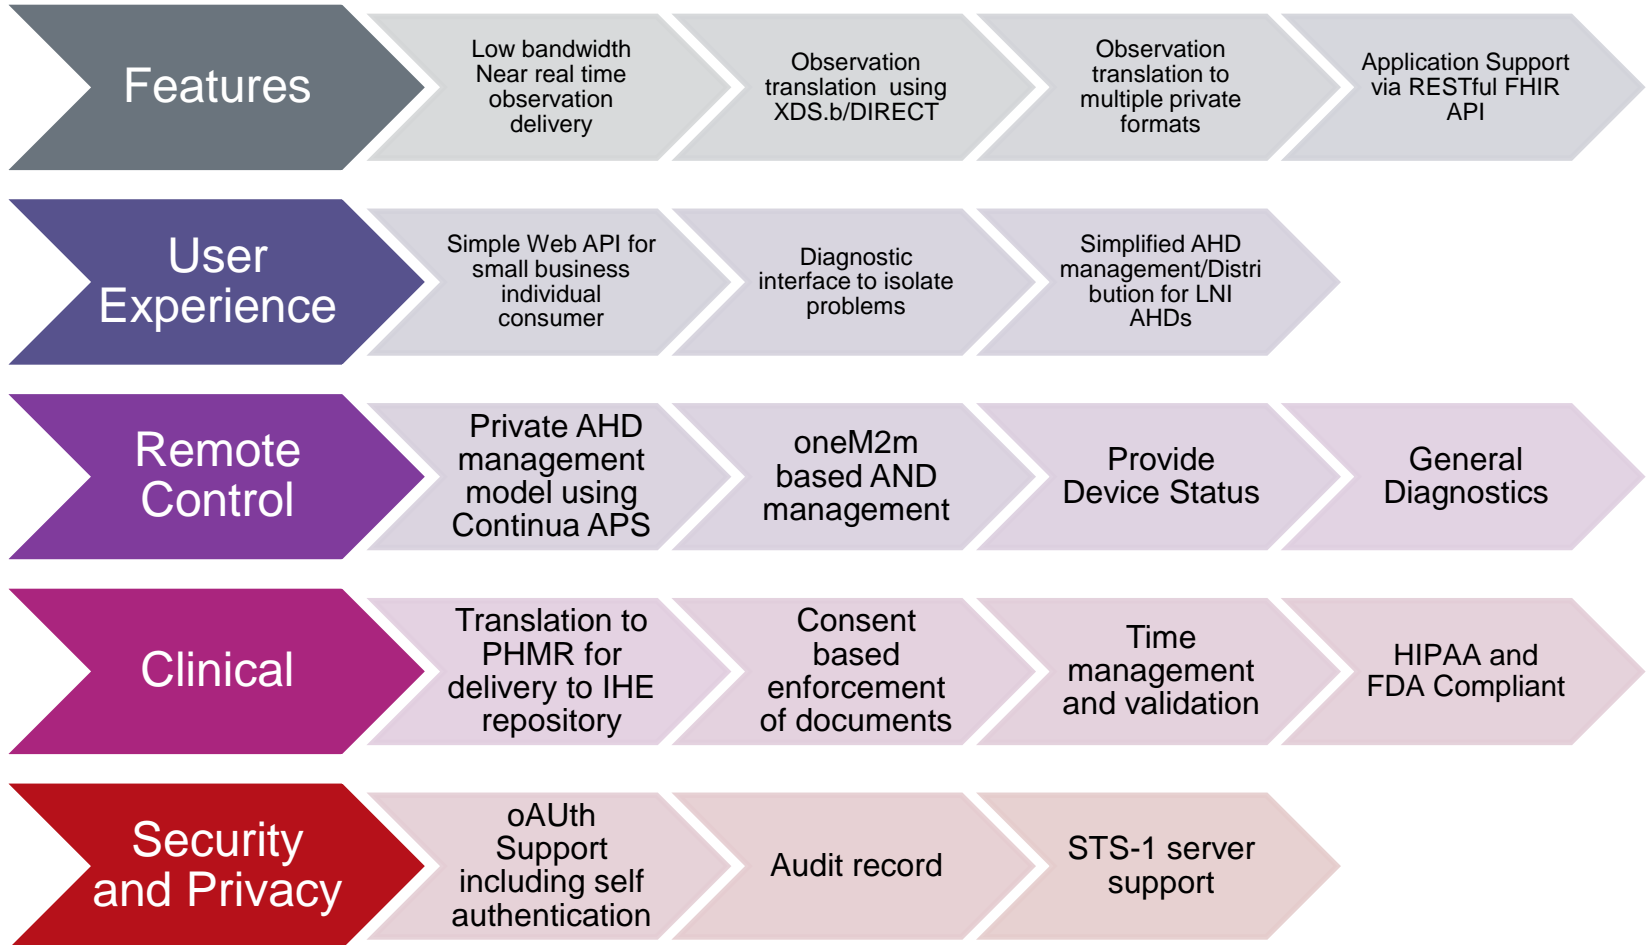 Features
Low bandwidth
Near real time
observation
delivery
Observation
translation using
XDS.b/DIRECT
Observation
translation to
multiple private
formats
Application Support
via RESTful FHIR
API
User
Experience
Simple Web API for
small business
individual
consumer
Diagnostic
interface to isolate
problems
Simplified AHD
management/Distri
bution for LNI
AHDs
Remote
Control
Private AHD
management
model using
Continua APS
oneM2m
based AND
management
Provide
Device Status
General
Diagnostics
Clinical
Translation to
PHMR for
delivery to IHE
repository
Consent
based
enforcement
of documents
Time
management
and validation
HIPAA and
FDA Compliant
Security
and Privacy
oAUth
Support
including self
authentication
Audit record
STS-1 server
support